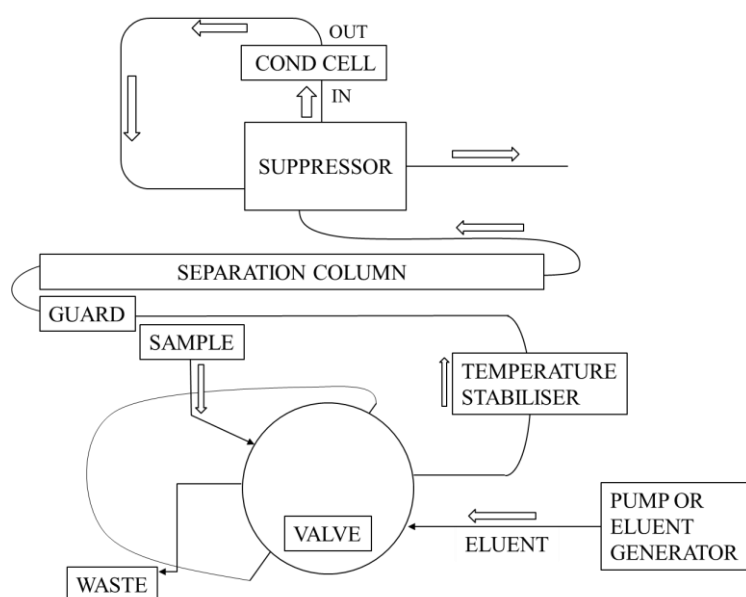 OUT
COND CELL
IN
SUPPRESSOR
SEPARATION COLUMN
GUARD
SAMPLE
TEMPERATURE
STABILISER
PUMP OR
ELUENT
GENERATOR
VALVE
ELUENT
WASTE